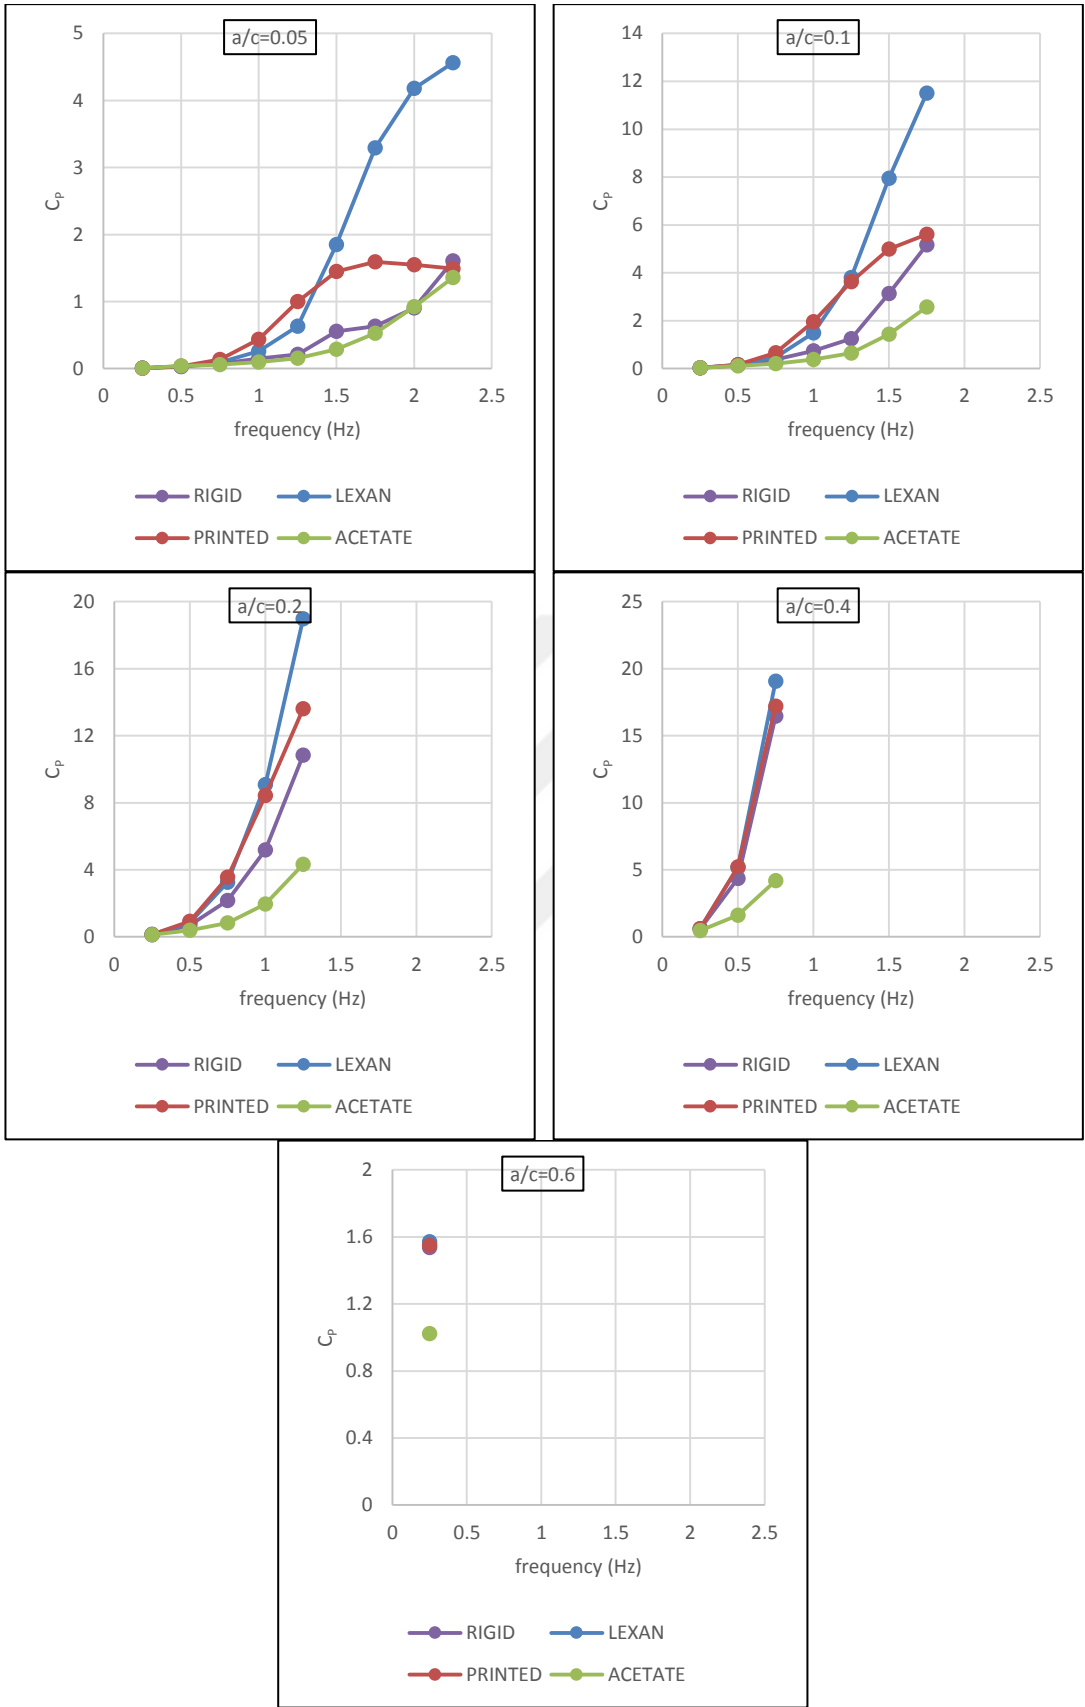 a/c=0.05
5
4
3
2
1
0
C_P
0 0.5 1 1.5 2 2.5
frequency (Hz)
RIGID LEXAN
PRINTED ACETATE
a/c=0.1
14
12
10
8
6
4
2
0
C_P
0 0.5 1 1.5 2 2.5
frequency (Hz)
RIGID LEXAN
PRINTED ACETATE
a/c=0.2
20
16
12
8
4
0
C_P
0 0.5 1 1.5 2 2.5
frequency (Hz)
RIGID LEXAN
PRINTED ACETATE
a/c=0.4
25
20
15
10
5
0
C_P
0 0.5 1 1.5 2 2.5
frequency (Hz)
RIGID LEXAN
PRINTED ACETATE
a/c=0.6
2
1.6
1.2
0.8
0.4
0
C_P
0 0.5 1 1.5 2 2.5
frequency (Hz)
RIGID LEXAN
PRINTED ACETATE